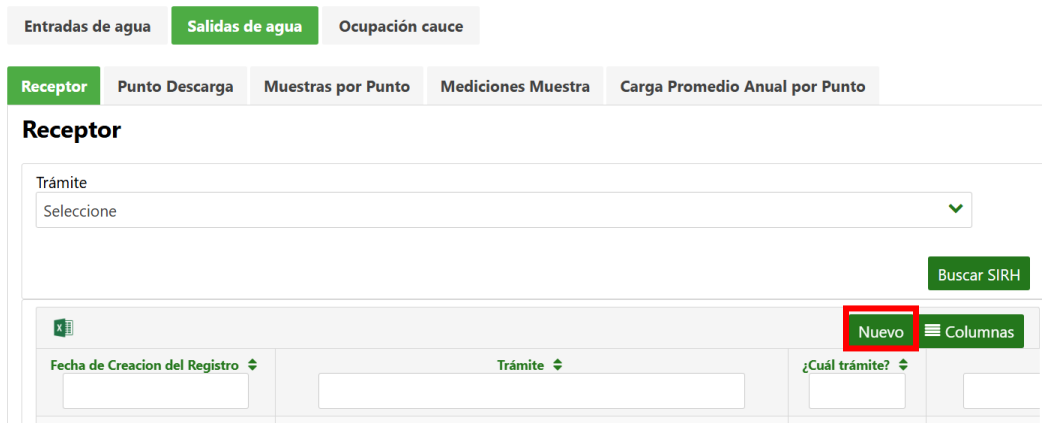 Entradas de agua Salidas de agua Ocupación cauce
Receptor Punto Descarga Muestras por Punto Mediciones Muestra Carga Promedio Anual por Punto
Receptor
Trámite
Seleccione
Buscar SIRH
Nuevo Columnas
Fecha de Creacion del Registro Trámite ¿Cuál trámite?